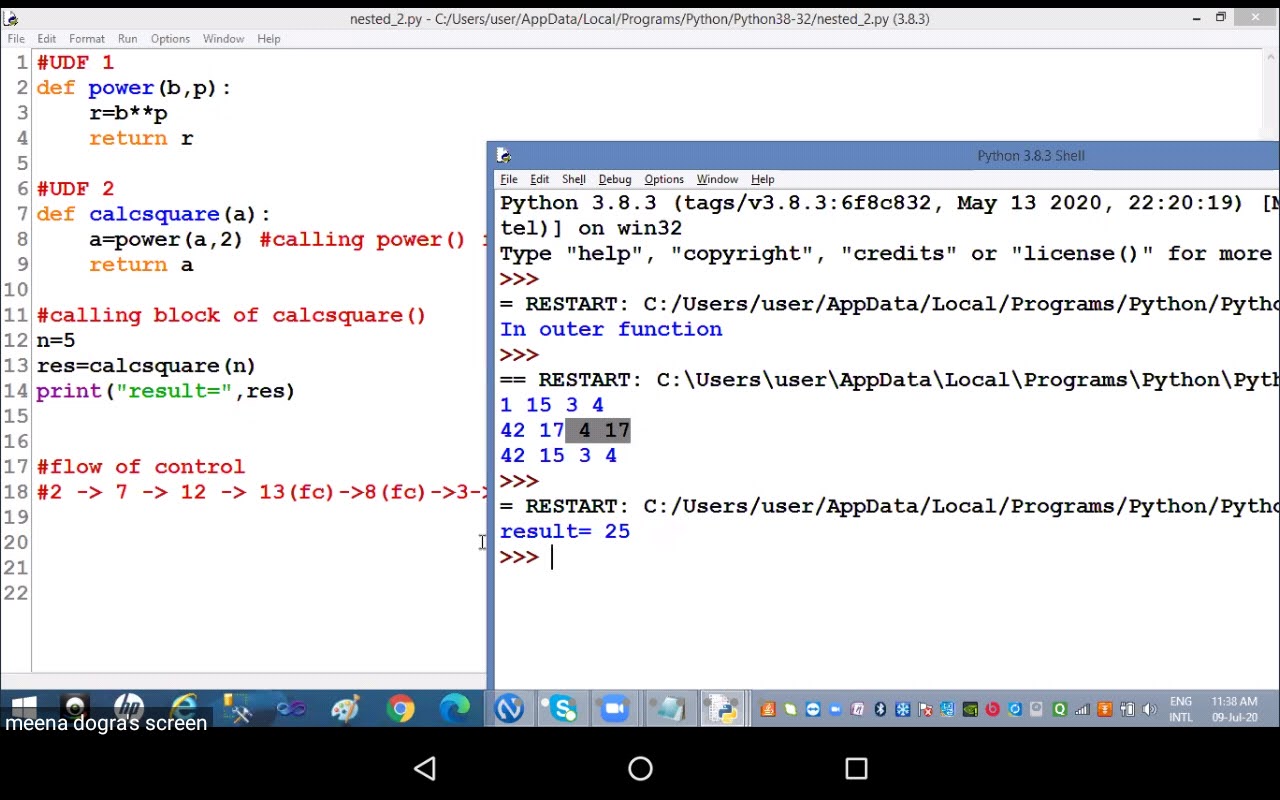 nested_2.py - C:/Users/user/AppData/Local/Programs/Python/Python38-32/nested_2.py (3.8.3)
File Edit Format Run Options Window Help
1 #UDF 1
2 def power(b,p):
3 r=b**p
4 return r
5
6 #UDF 2
7 def calcsquare(a):
8 a=power(a,2) #calling power()
9 return a
10
11 #calling block of calcsquare()
12 n=5
13 res=calcsquare(n)
14 print("result=",res)
15
16
17 #flow of control
18 #2 -> 7 -> 12 -> 13(fc)->8(fc)->3-
19
20
21
22
Python 3.8.3 Shell
File Edit Shell Debug Options Window Help
Python 3.8.3 (tags/v3.8.3:6f8c832, May 13 2020, 22:20:19) [
tel)] on win32
Type "help", "copyright", "credits" or "license()" for more
>>>
= RESTART: C:/Users/user/AppData/Local/Programs/Python/Pytho
In outer function
>>>
== RESTART: C:\Users\user\AppData\Local\Programs\Python\Pyth
1 15 3 4
42 17 4 17
42 15 3 4
>>>
= RESTART: C:/Users/user/AppData/Local/Programs/Python/Pytho
result= 25
>>>
ENG 11:38 AM
INTL 09-Jul-20
meena dogra's screen